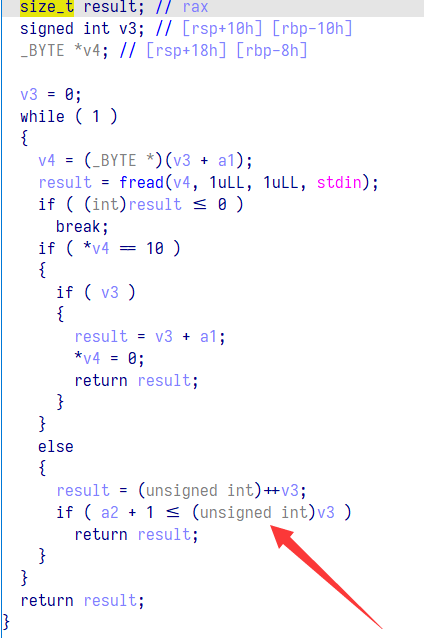 size_t result; // rax
signed int v3; // [rsp+10h] [rbp-10h]
_BYTE *v4; // [rsp+18h] [rbp-8h]
v3 = 0;
while ( 1 )
{
v4 = (_BYTE *)(v3 + a1);
result = fread(v4, 1uLL, 1uLL, stdin);
if ( (int)result <= 0 )
break;
if ( *v4 == 10 )
{
if ( v3 )
{
result = v3 + a1;
*v4 = 0;
return result;
}
}
else
{
result = (unsigned int)++v3;
if ( a2 + 1 <= (unsigned int)v3 )
return result;
}
}
return result;
}